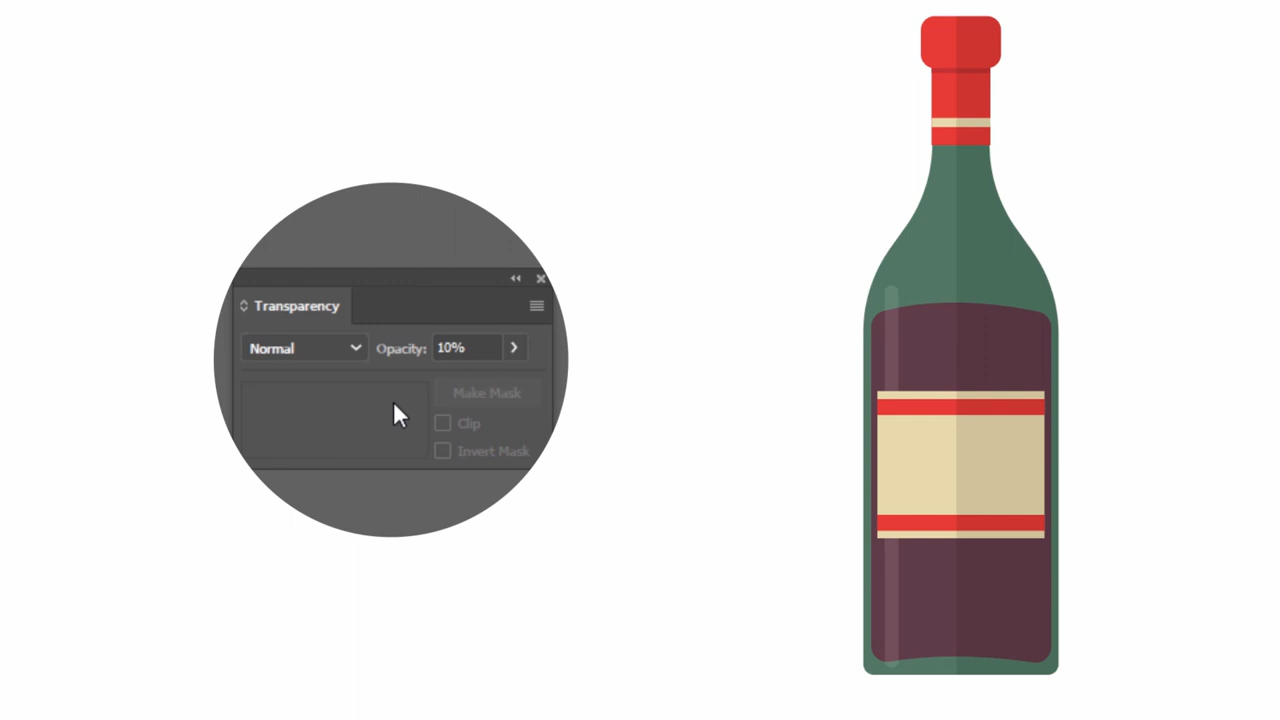 Transparency
Normal Opacity: 10%
Make Mask
Clip
Invert Mask